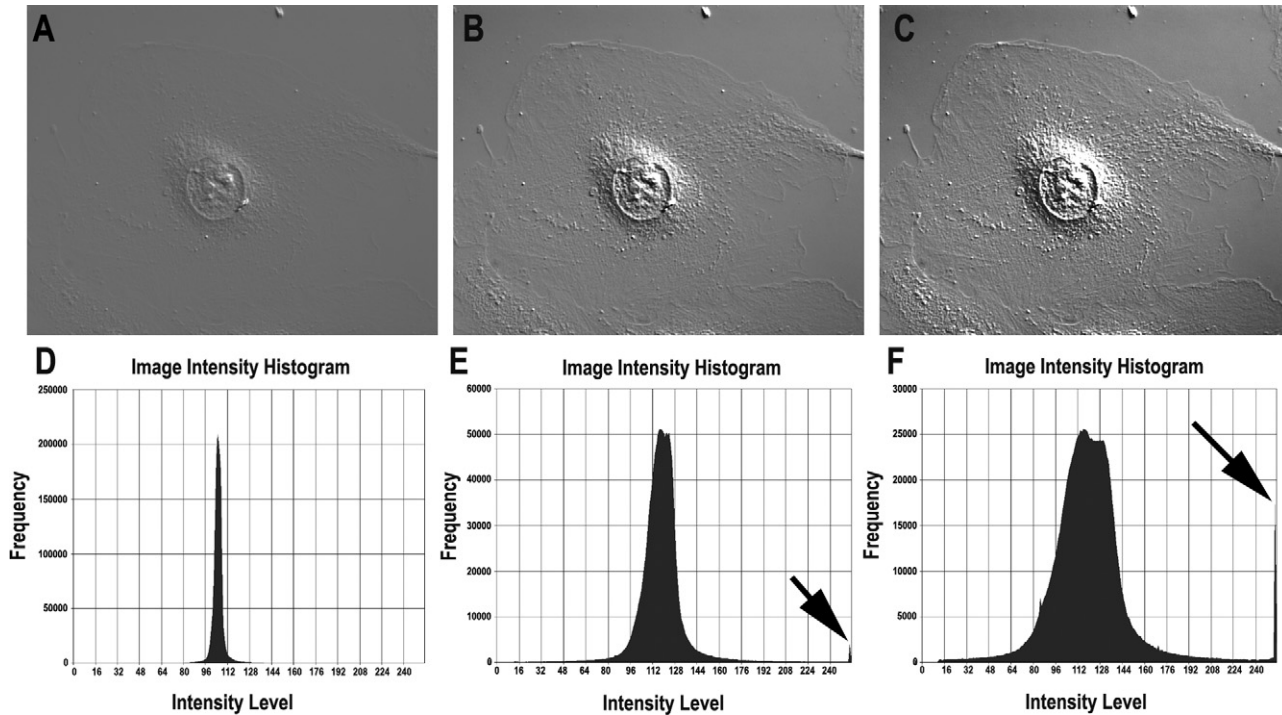 A
B
C
D
Image Intensity Histogram
250000
200000
150000
100000
50000
0
Frequency
0 16 32 48 64 80 96 112 128 144 160 176 192 208 224 240
Intensity Level
E
Image Intensity Histogram
60000
50000
40000
30000
20000
10000
0
Frequency
0 16 32 48 64 80 96 112 128 144 160 176 192 208 224 240
Intensity Level
F
Image Intensity Histogram
30000
25000
20000
15000
10000
5000
0
Frequency
0 16 32 48 64 80 96 112 128 144 160 176 192 208 224 240
Intensity Level